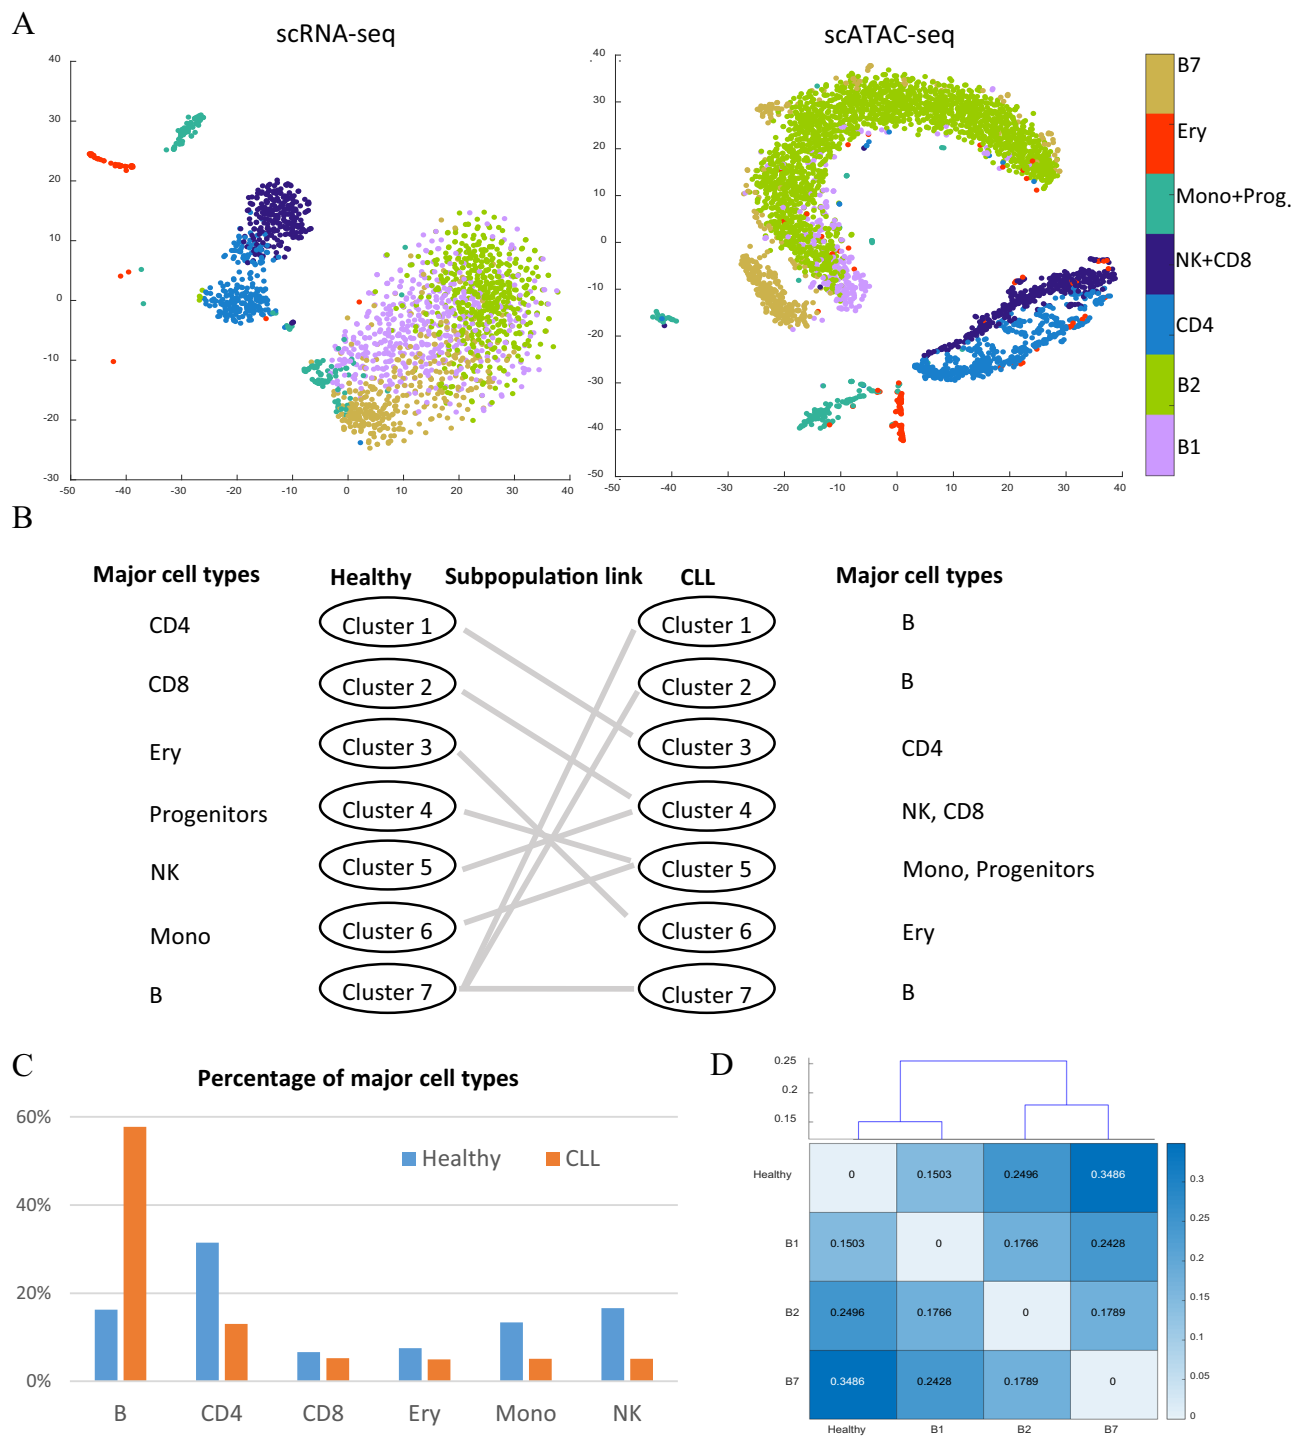 A
scRNA-seq
scATAC-seq
40
30
20
10
0
-10
-20
-30
-50
-40
-30
-20
-10
0
10
20
30
40
40
30
20
10
0
-10
-20
-30
-40
-50
-50
-40
-30
-20
-10
0
10
20
30
40
B7
Ery
Mono+Prog.
NK+CD8
CD4
B2
B1
B
Major cell types Healthy Subpopulation link CLL Major cell types
CD4 Cluster 1 Cluster 1 B
CD8 Cluster 2 Cluster 2 B
Ery Cluster 3 Cluster 3 CD4
Progenitors Cluster 4 Cluster 4 NK, CD8
NK Cluster 5 Cluster 5 Mono, Progenitors
Mono Cluster 6 Cluster 6 Ery
B Cluster 7 Cluster 7 B
C
Percentage of major cell types
60%
40%
20%
0%
Healthy CLL
B CD4 CD8 Ery Mono NK
D
0.25
0.2
0.15
Healthy 0 0.1503 0.2496 0.3486
B1 0.1503 0 0.1766 0.2428
B2 0.2496 0.1766 0 0.1789
B7 0.3486 0.2428 0.1789 0
Healthy B1 B2 B7
0.3
0.25
0.2
0.15
0.1
0.05
0